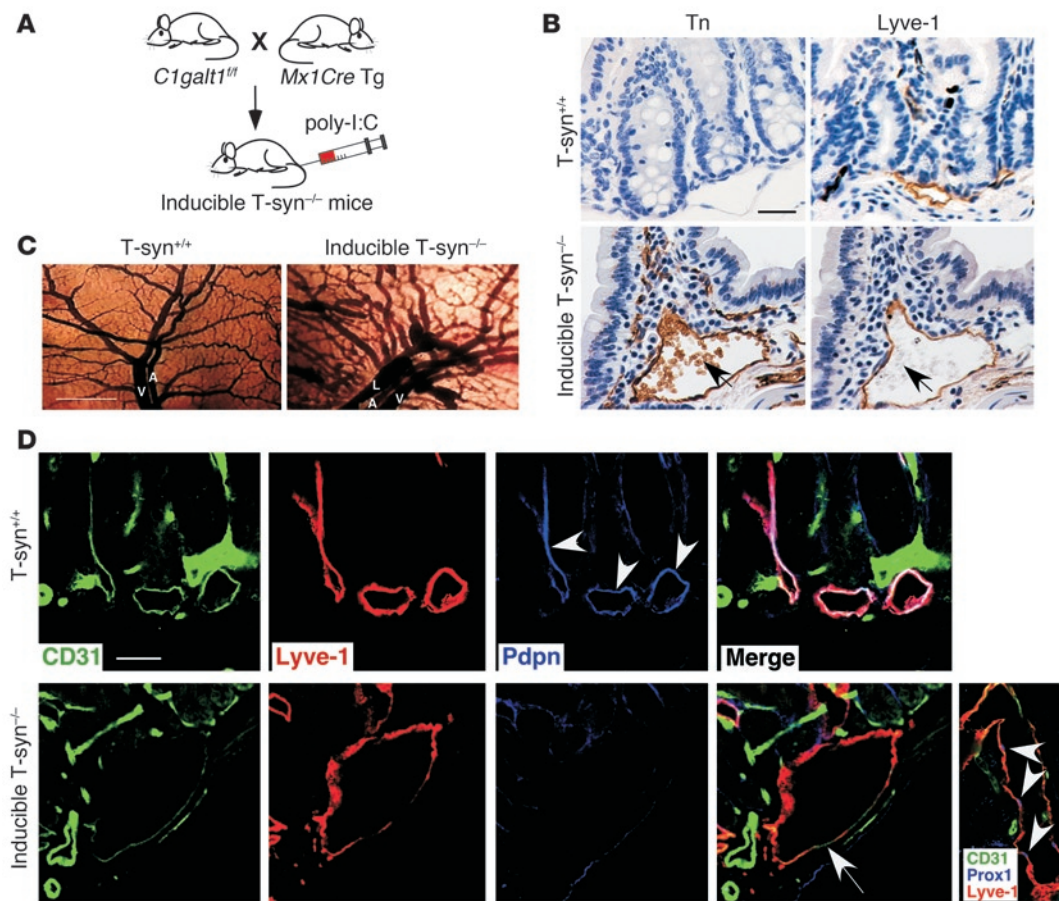 A
X
C1galt1f/f
Mx1Cre Tg
poly-I:C
Inducible T-syn−/− mice
B
Tn
Lyve-1
T-syn+/+
Inducible T-syn−/−
C
T-syn+/+
Inducible T-syn−/−
V
A
L
A
V
D
T-syn+/+
CD31
Lyve-1
Pdpn
Merge
Inducible T-syn−/−
CD31
Prox1
Lyve-1